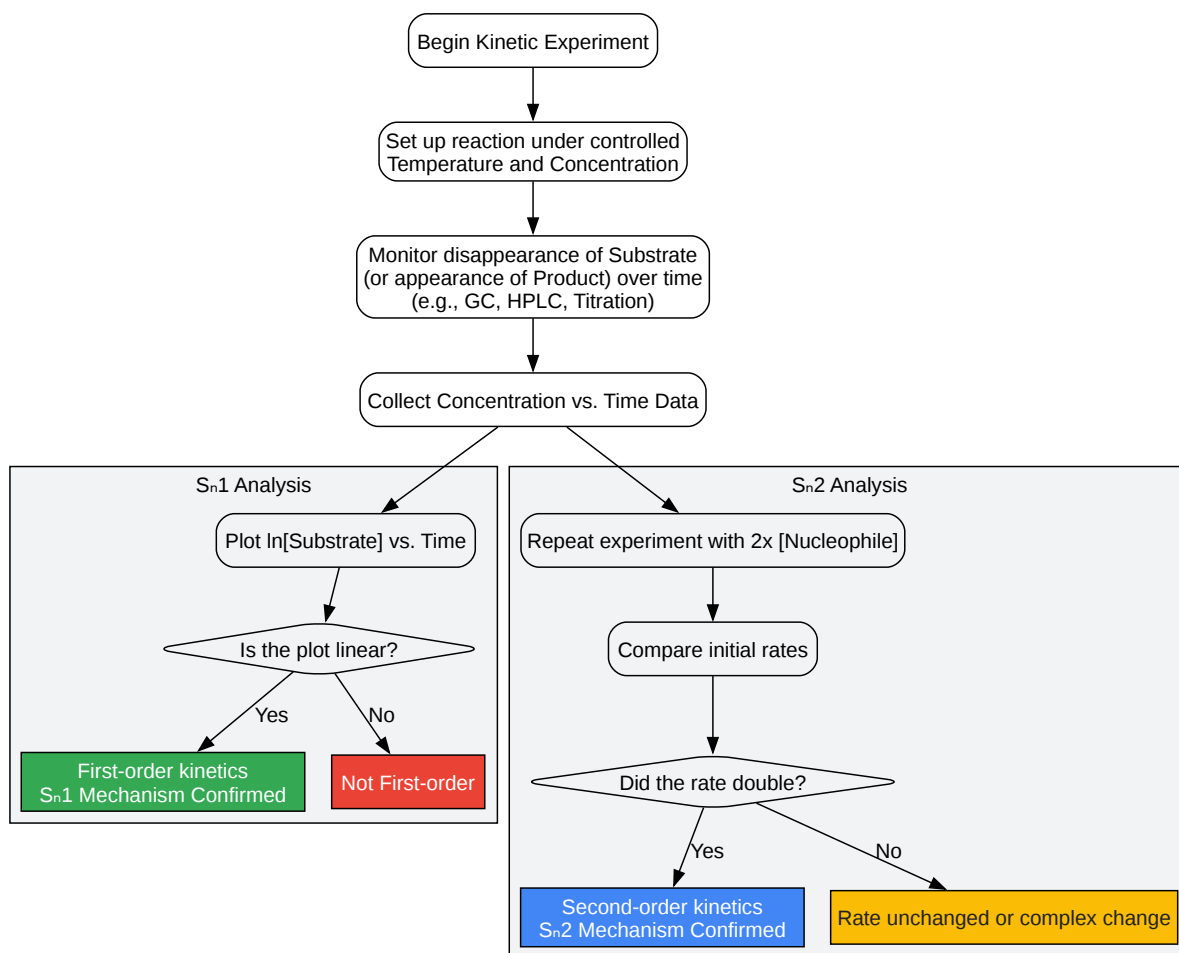 Begin Kinetic Experiment
Set up reaction under controlled
Temperature and Concentration
Monitor disappearance of Substrate
(or appearance of Product) over time
(e.g., GC, HPLC, Titration)
Collect Concentration vs. Time Data
Sₙ1 Analysis
Plot ln[Substrate] vs. Time
Is the plot linear?
Yes
No
First-order kinetics
Sₙ1 Mechanism Confirmed
Not First-order
Sₙ2 Analysis
Repeat experiment with 2x [Nucleophile]
Compare initial rates
Did the rate double?
Yes
No
Second-order kinetics
Sₙ2 Mechanism Confirmed
Rate unchanged or complex change